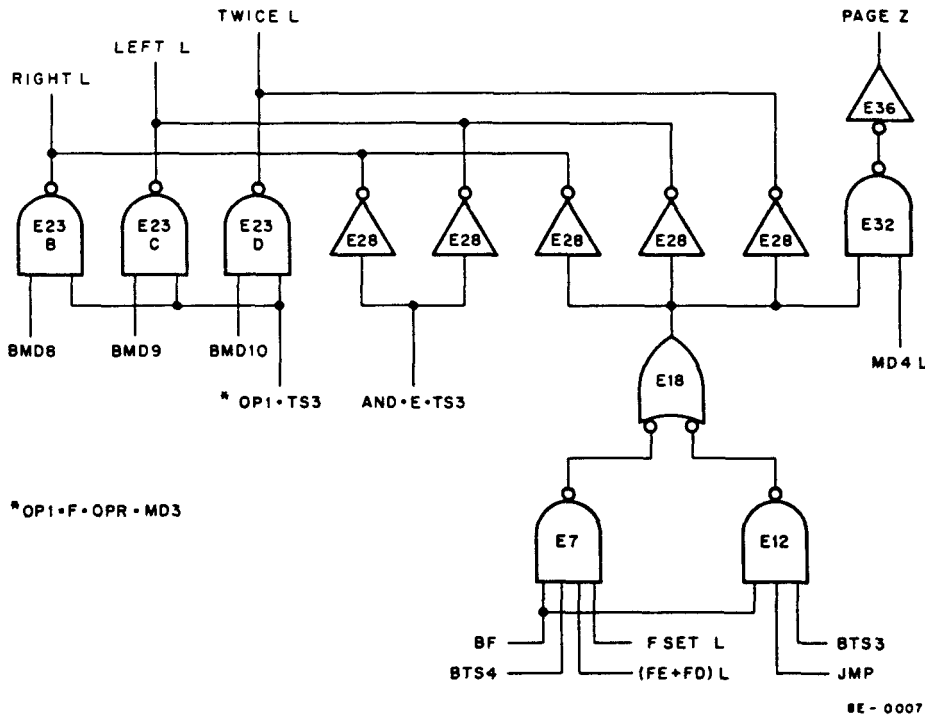 TWICE L
PAGE Z
LEFT L
RIGHT L
E36
E23
B
E23
C
E23
D
E28
E28
E28
E28
E28
E32
BMD8
BMD9
BMD10
MD4 L
* OP1•TS3
AND•E•TS3
E18
*OP1=F•OPR•MD3
E7
E12
BF
F SET L
BTS3
BTS4
(FE+FD) L
JMP
8E-0007